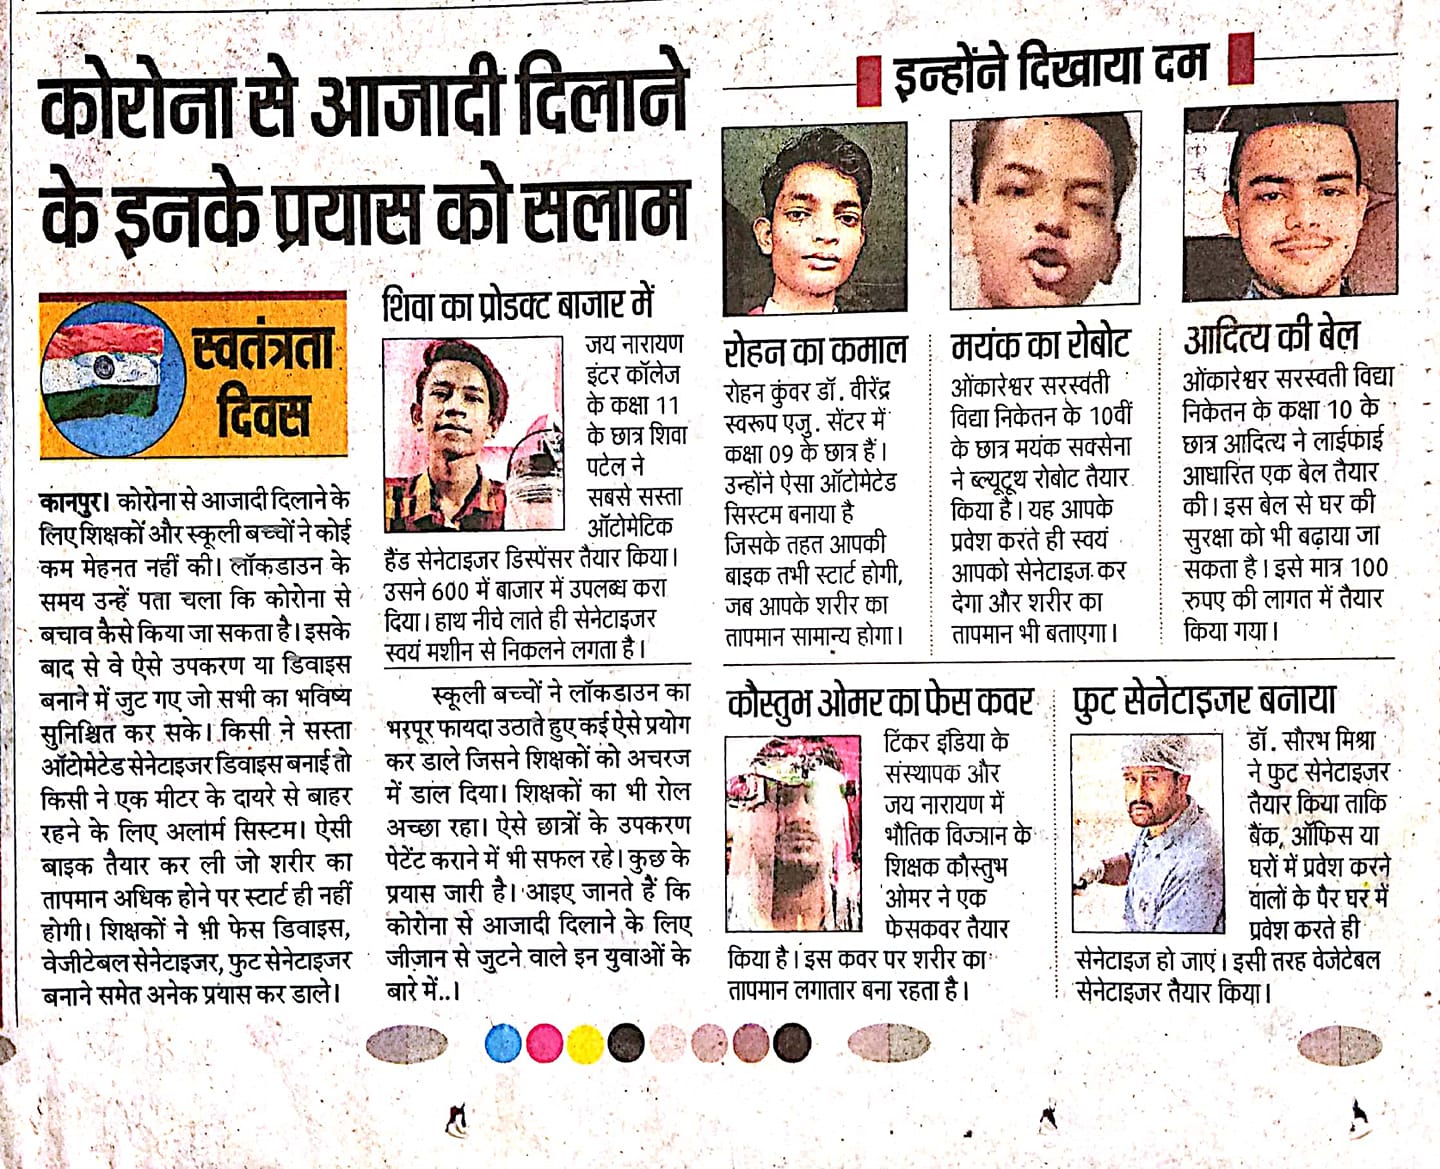 कोरोना से आजादी दिलाने
के इनके प्रयास को सलाम
स्वतंत्रता
दिवस
कानपुर। कोरोना से आजादी दिलाने के
लिए शिक्षकों और स्कूली बच्चों ने कोई
कम मेहनत नहीं की। लॉकडाउन के
समय उन्हें पता चला कि कोरोना से
बचाव कैसे किया जा सकता है। इसके
बाद से वे ऐसे उपकरण या डिवाइस
बनाने में जुट गए जो सभी का भविष्य
सुनिश्चित कर सके। किसी ने सस्ता
ऑटोमेटेड सेनेटाइजर डिवाइस बनाई तो
किसी ने एक मीटर के दायरे से बाहर
रहने के लिए अलार्म सिस्टम। ऐसी
बाइक तैयार कर ली जो शरीर का
तापमान अधिक होने पर स्टार्ट ही नहीं
होगी। शिक्षकों ने भी फेस डिवाइस,
वेजीटेबल सेनेटाइजर, फुट सेनेटाइजर
बनाने समेत अनेक प्रयास कर डाले।
शिवा का प्रोडक्ट बाजार में
जय नारायण
इंटर कॉलेज
के कक्षा 11
के छात्र शिवा
पटेल ने
सबसे सस्ता
ऑटोमेटिक
हैंड सेनेटाइजर डिस्पेंसर तैयार किया।
उसने 600 में बाजार में उपलब्ध करा
दिया। हाथ नीचे लाते ही सेनेटाइजर
स्वयं मशीन से निकलने लगता है।
स्कूली बच्चों ने लॉकडाउन का
भरपूर फायदा उठाते हुए कई ऐसे प्रयोग
कर डाले जिसने शिक्षकों को अचरज
में डाल दिया। शिक्षकों का भी रोल
अच्छा रहा। ऐसे छात्रों के उपकरण
पेटेंट कराने में भी सफल रहे। कुछ के
प्रयास जारी है। आइए जानते हैं कि
कोरोना से आजादी दिलाने के लिए
जीजान से जुटने वाले इन युवाओं के
बारे में..।
इन्होंने दिखाया दम
रोहन का कमाल
रोहन कुंवर डॉ. वीरेंद्र
स्वरूप एजु. सेंटर में
कक्षा 09 के छात्र हैं।
उन्होंने ऐसा ऑटोमेटेड
सिस्टम बनाया है
जिसके तहत आपकी
बाइक तभी स्टार्ट होगी,
जब आपके शरीर का
तापमान सामान्य होगा।
मयंक का रोबोट
ओंकारेश्वर सरस्वती
विद्या निकेतन के 10वीं
के छात्र मयंक सक्सेना
ने ब्ल्यूटूथ रोबोट तैयार
किया है। यह आपके
प्रवेश करते ही स्वयं
आपको सेनेटाइज कर
देगा और शरीर का
तापमान भी बताएगा।
आदित्य की बेल
ओंकारेश्वर सरस्वती विद्या
निकेतन के कक्षा 10 के
छात्र आदित्य ने लाईफाई
आधारित एक बेल तैयार
की। इस बेल से घर की
सुरक्षा को भी बढ़ाया जा
सकता है। इसे मात्र 100
रुपए की लागत में तैयार
किया गया।
कौस्तुभ ओमर का फेस कवर
टिंकर इंडिया के
संस्थापक और
जय नारायण में
भौतिक विज्ञान के
शिक्षक कौस्तुभ
ओमर ने एक
फेसकवर तैयार
किया है। इस कवर पर शरीर का
तापमान लगातार बना रहता है।
फुट सेनेटाइजर बनाया
डॉ. सौरभ मिश्रा
ने फुट सेनेटाइजर
तैयार किया ताकि
बैंक, ऑफिस या
घरों में प्रवेश करने
वालों के पैर घर में
प्रवेश करते ही
सेनेटाइज हो जाएं। इसी तरह वेजेटेबल
सेनेटाइजर तैयार किया।